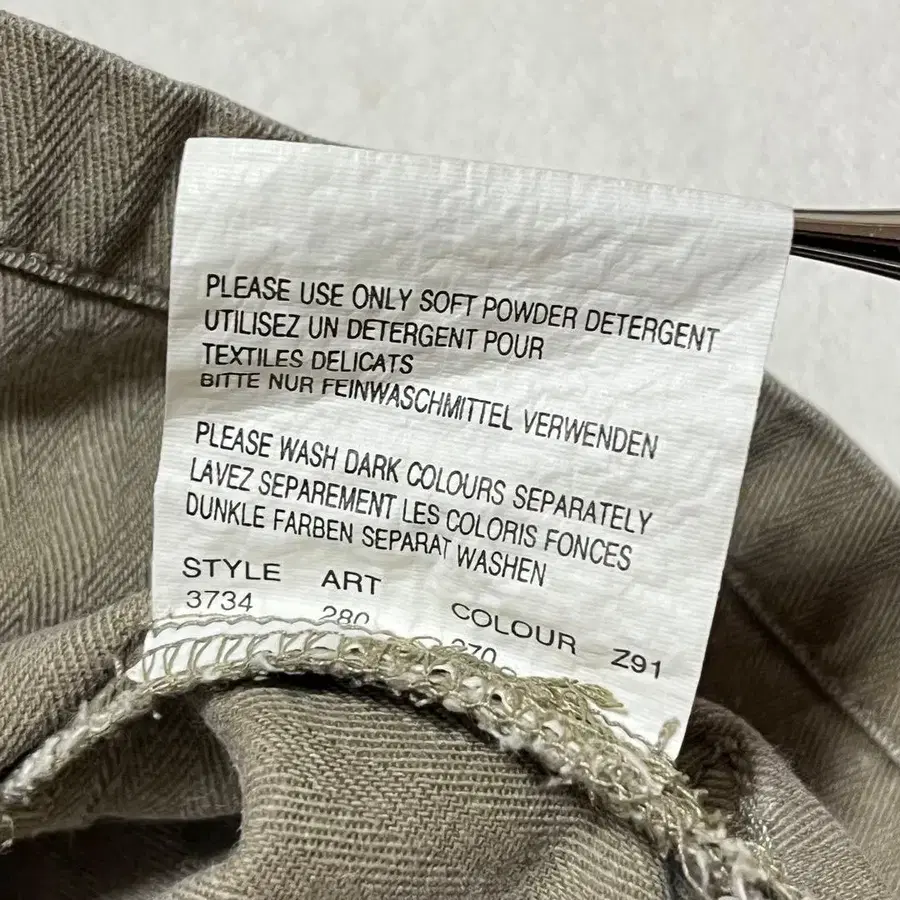 PLEASE USE ONLY SOFT POWDER DETERGENT
UTILISEZ UN DETERGENT POUR
TEXTILES DELICATS
BITTE NUR FEINWASCHMITTEL VERWENDEN
PLEASE WASH DARK COLOURS SEPARATELY
LAVEZ SEPAREMENT LES COLORIS FONCES
DUNKLE FARBEN SEPARAT WASHEN
STYLE ART COLOUR Z91
3734 280 270